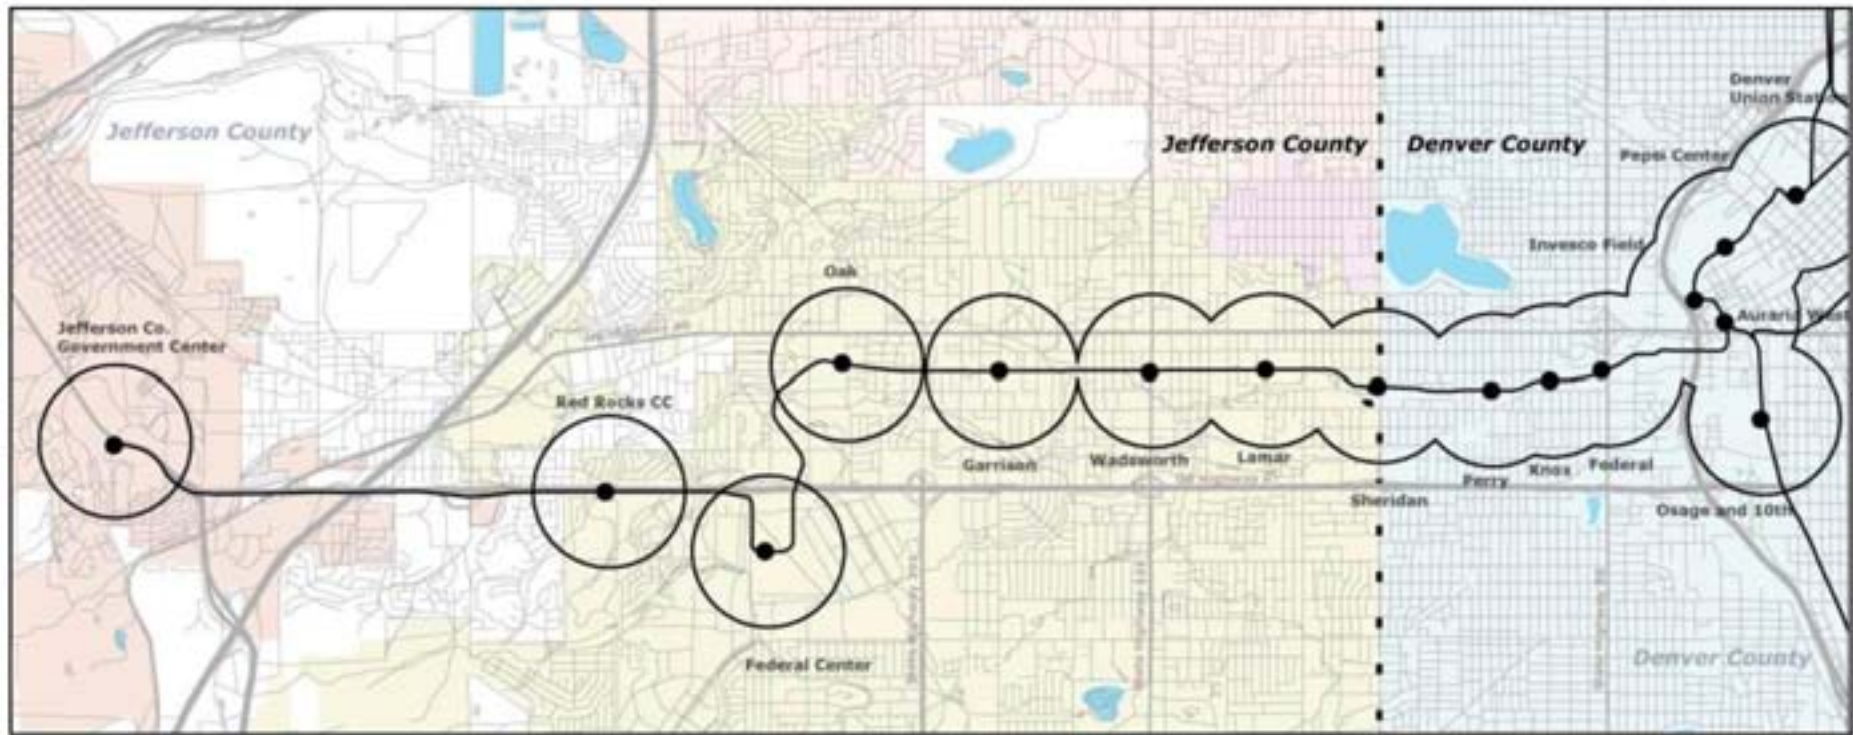 Denver
Union Station
Jefferson County
Jefferson County
Denver County
Pepsi Center
Invesco Field
Oak
Auraria West
Jefferson Co.
Government Center
Red Rocks CC
Garrison
Wadsworth
Lamar
Perry
Knox
Federal
Sheridan
Osage and 10th
Federal Center
Denver County